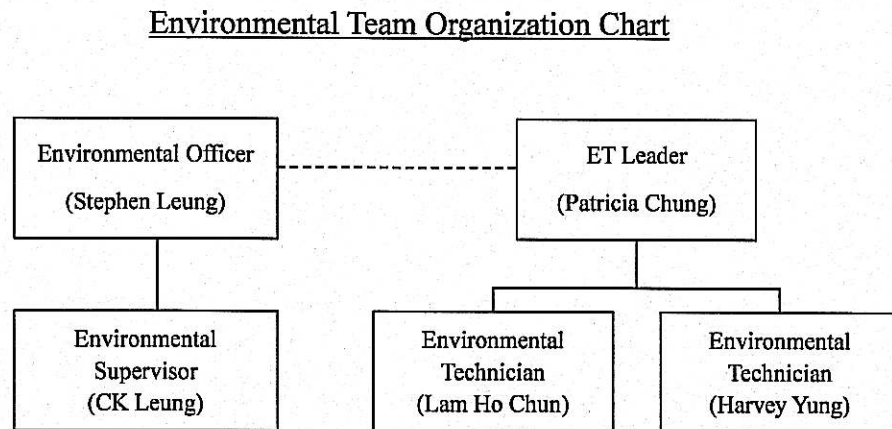 Environmental Team Organization Chart
Environmental Officer
(Stephen Leung)
ET Leader
(Patricia Chung)
Environmental
Supervisor
(CK Leung)
Environmental
Technician
(Lam Ho Chun)
Environmental
Technician
(Harvey Yung)